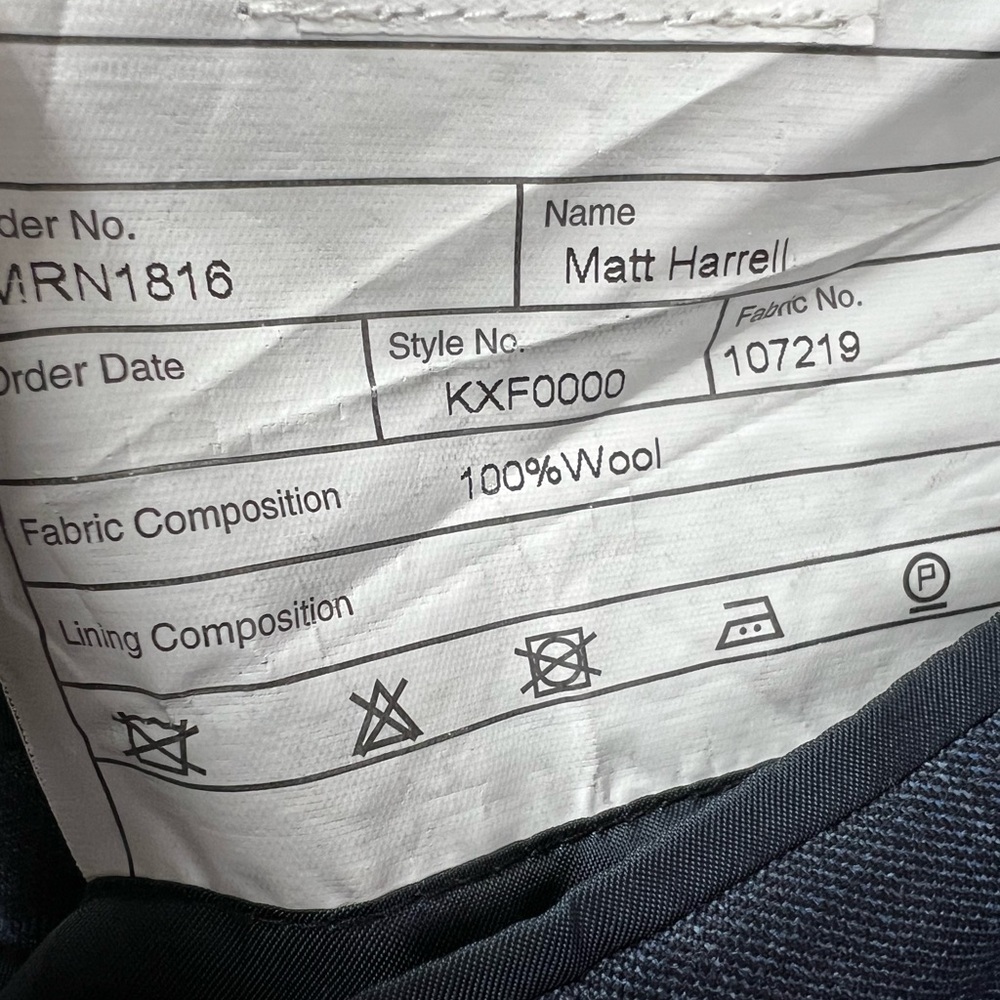 der No.
MRN1816
Name
Matt Harrell
Order Date
Style No.
KXF0000
Fabric No.
107219
Fabric Composition
100%Wool
Lining Composition
P